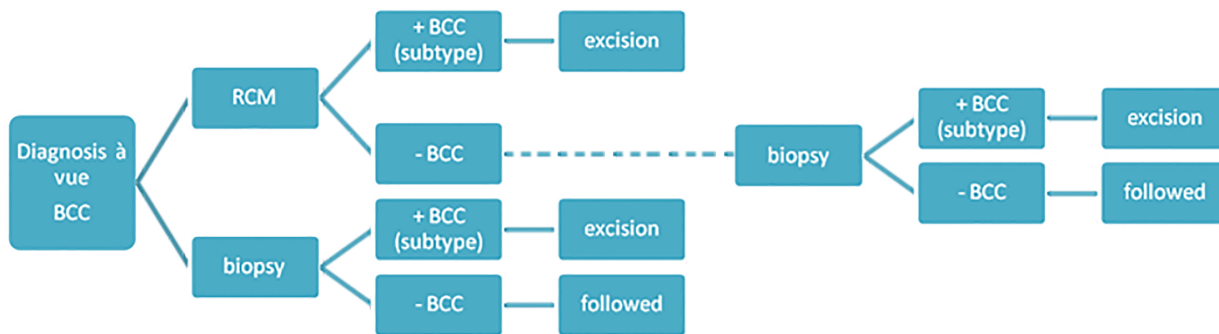 Diagnosis à
vue
BCC
RCM
+ BCC
(subtype)
excision
- BCC
biopsy
+ BCC
(subtype)
excision
- BCC
followed
biopsy
+ BCC
(subtype)
excision
- BCC
followed